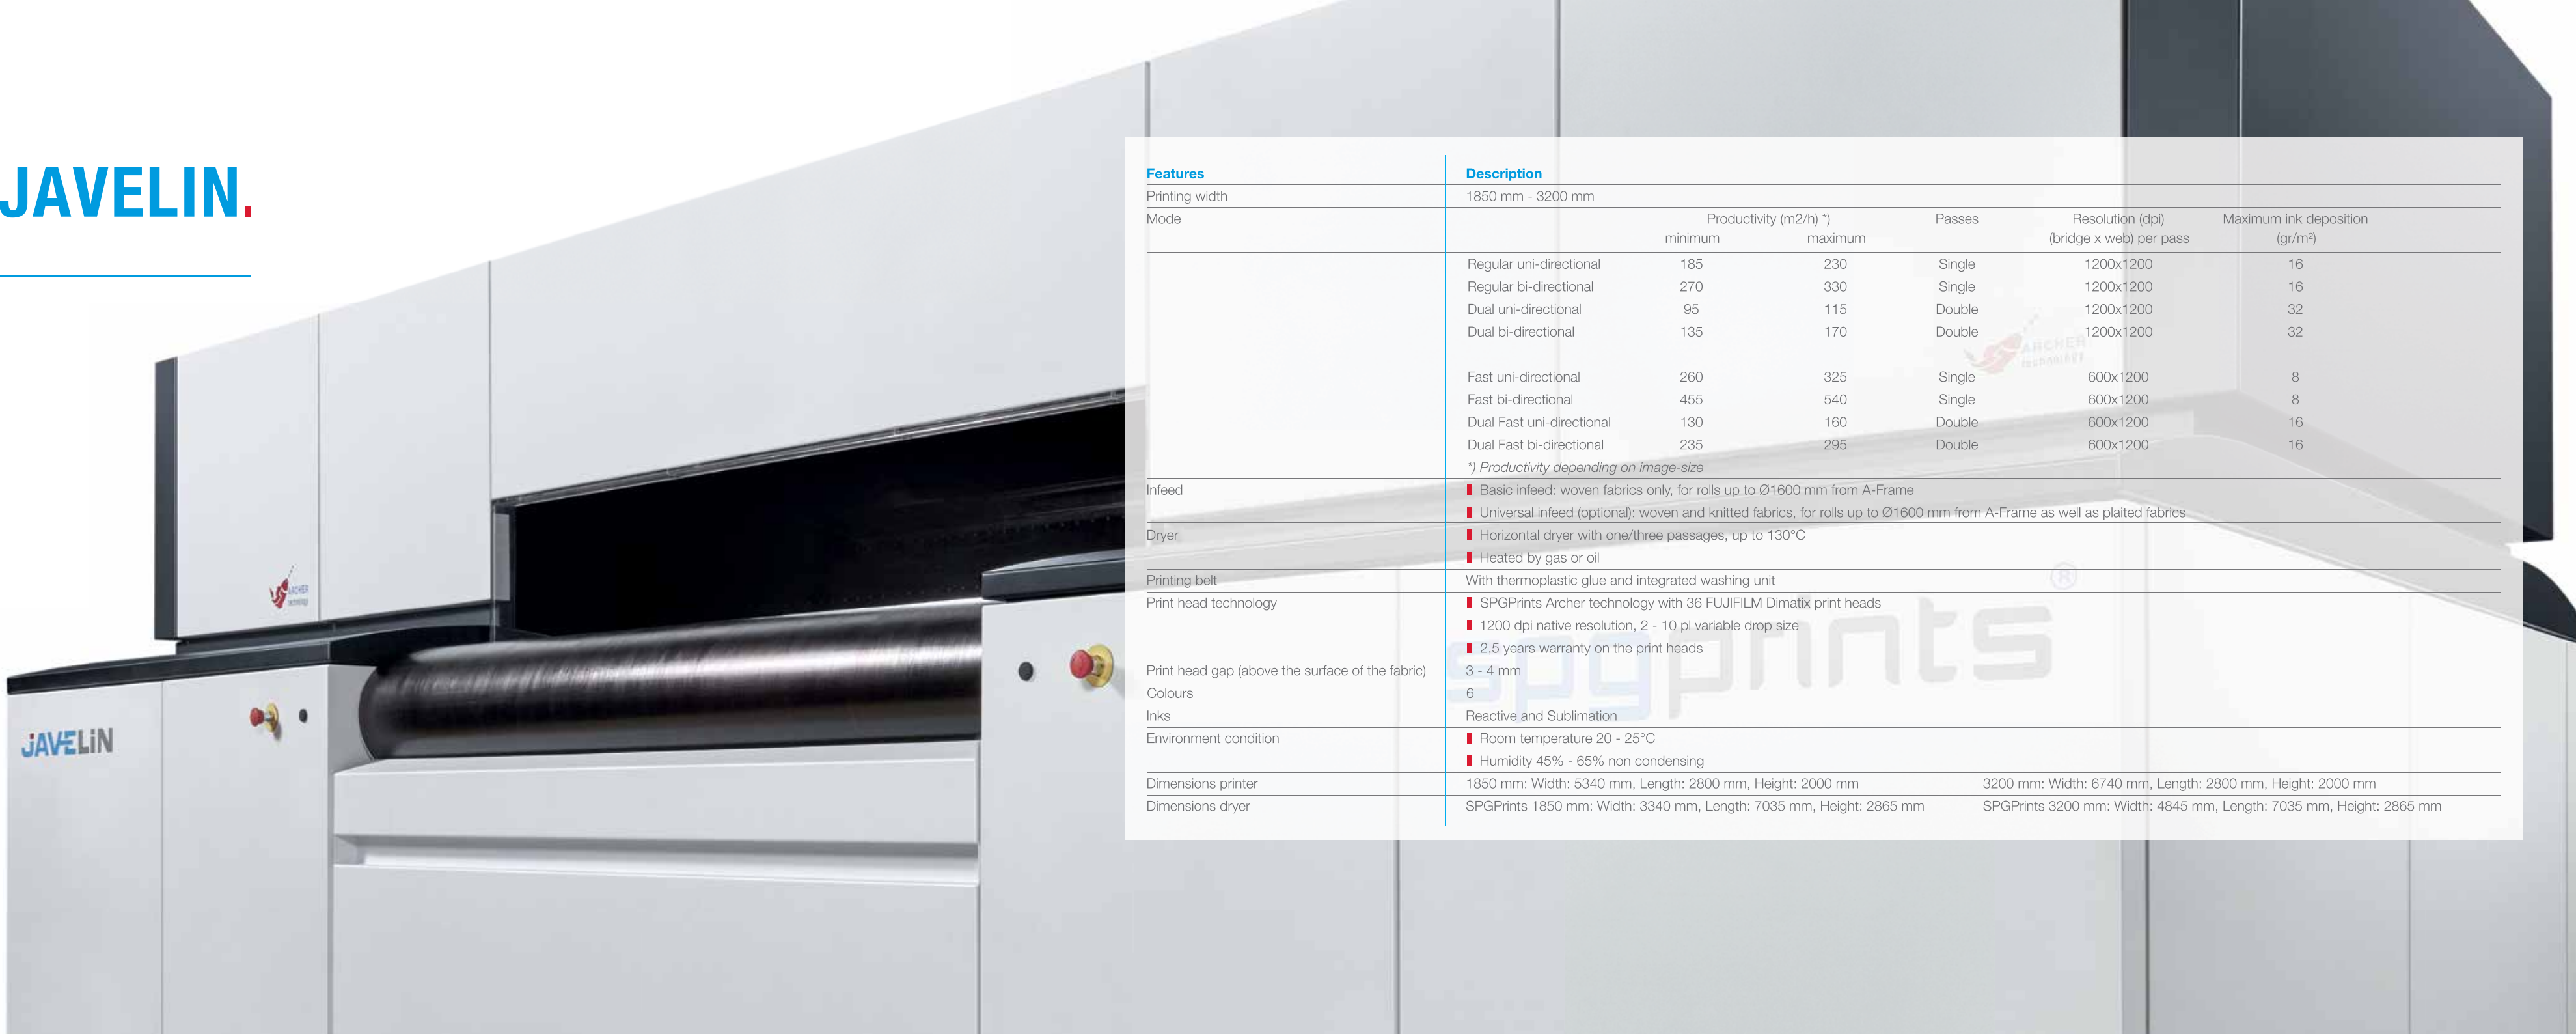 JAVELIN.
Features Description
Printing width 1850 mm - 3200 mm
Mode Productivity (m2/h) *) Passes Resolution (dpi) Maximum ink deposition
minimum maximum (bridge x web) per pass (gr/m²)
Regular uni-directional 185 230 Single 1200x1200 16
Regular bi-directional 270 330 Single 1200x1200 16
Dual uni-directional 95 115 Double 1200x1200 32
Dual bi-directional 135 170 Double 1200x1200 32
Fast uni-directional 260 325 Single 600x1200 8
Fast bi-directional 455 540 Single 600x1200 8
Dual Fast uni-directional 130 160 Double 600x1200 16
Dual Fast bi-directional 235 295 Double 600x1200 16
*) Productivity depending on image-size
Infeed Basic infeed: woven fabrics only, for rolls up to Ø1600 mm from A-Frame
Universal infeed (optional): woven and knitted fabrics, for rolls up to Ø1600 mm from A-Frame as well as plaited fabrics
Dryer Horizontal dryer with one/three passages, up to 130°C
Heated by gas or oil
Printing belt With thermoplastic glue and integrated washing unit
Print head technology SPGPrints Archer technology with 36 FUJIFILM Dimatix print heads
1200 dpi native resolution, 2 - 10 pl variable drop size
2,5 years warranty on the print heads
Print head gap (above the surface of the fabric) 3 - 4 mm
Colours 6
Inks Reactive and Sublimation
Environment condition Room temperature 20 - 25°C
Humidity 45% - 65% non condensing
Dimensions printer 1850 mm: Width: 5340 mm, Length: 2800 mm, Height: 2000 mm 3200 mm: Width: 6740 mm, Length: 2800 mm, Height: 2000 mm
Dimensions dryer SPGPrints 1850 mm: Width: 3340 mm, Length: 7035 mm, Height: 2865 mm SPGPrints 3200 mm: Width: 4845 mm, Length: 7035 mm, Height: 2865 mm
ARCHER
technology
spgprints®
ARCHER
technology
JAVELiN